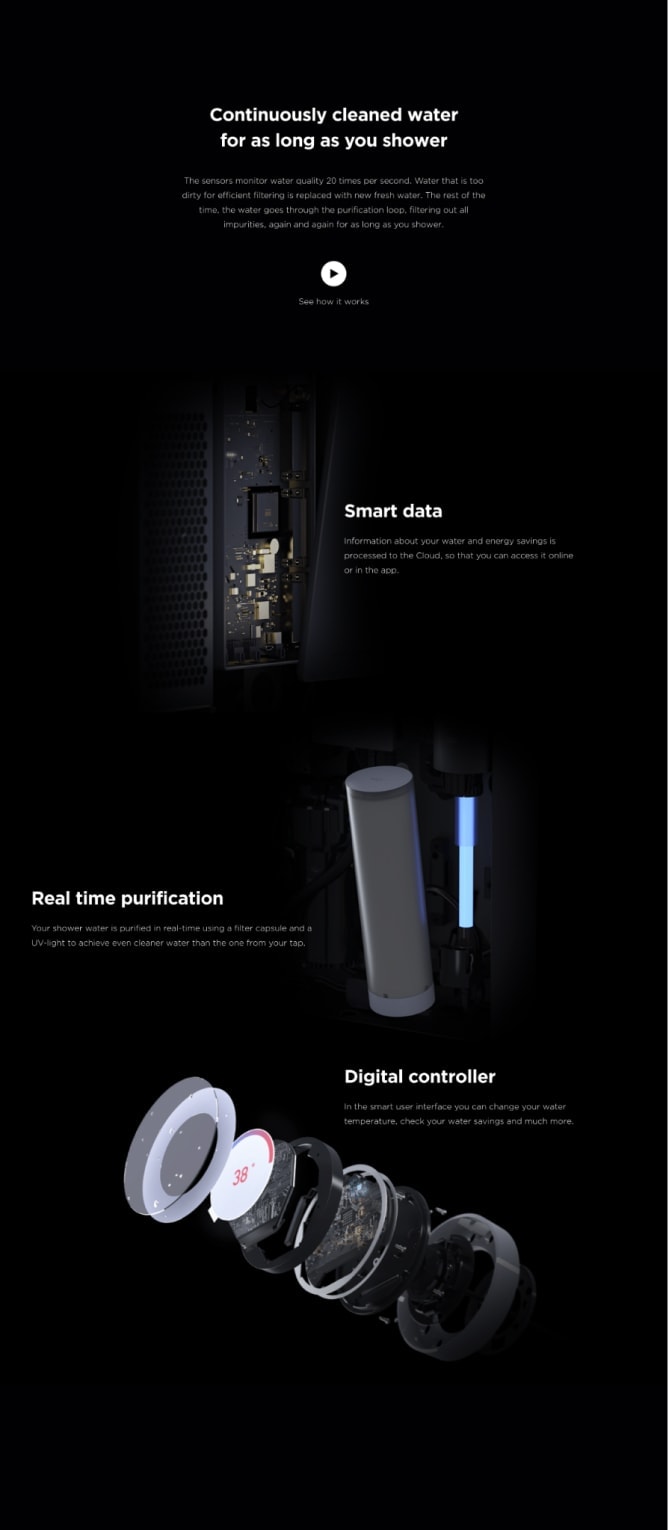 Continuously cleaned water
for as long as you shower
The sensors monitor water quality 20 times per second. Water that is too
dirty for efficient filtering is replaced with new fresh water. The rest of the
time, the water goes through the purification loop, filtering out all
impurities, again and again for as long as you shower.
See how it works
Smart data
Information about your water and energy savings is
processed to the Cloud, so that you can access it online
or in the app.
Real time purification
Your shower water is purified in real-time using a filter capsule and a
UV-light to achieve even cleaner water than the one from your tap.
Digital controller
In the smart user interface you can change your water
temperature, check your water savings and much more.
38°